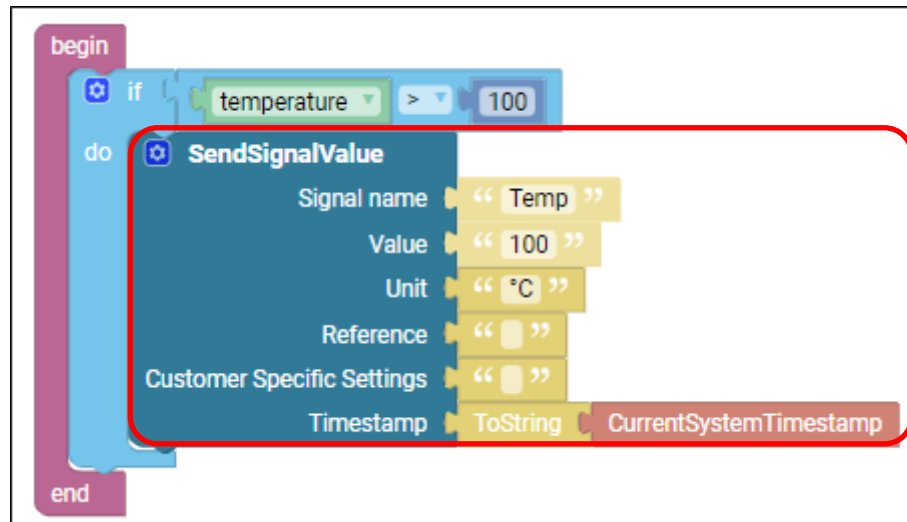 begin
if temperature > 100
do SendSignalValue
Signal name “ Temp ”
Value “ 100 ”
Unit “ °C ”
Reference “ ”
Customer Specific Settings “ ”
Timestamp ToString CurrentSystemTimestamp
end